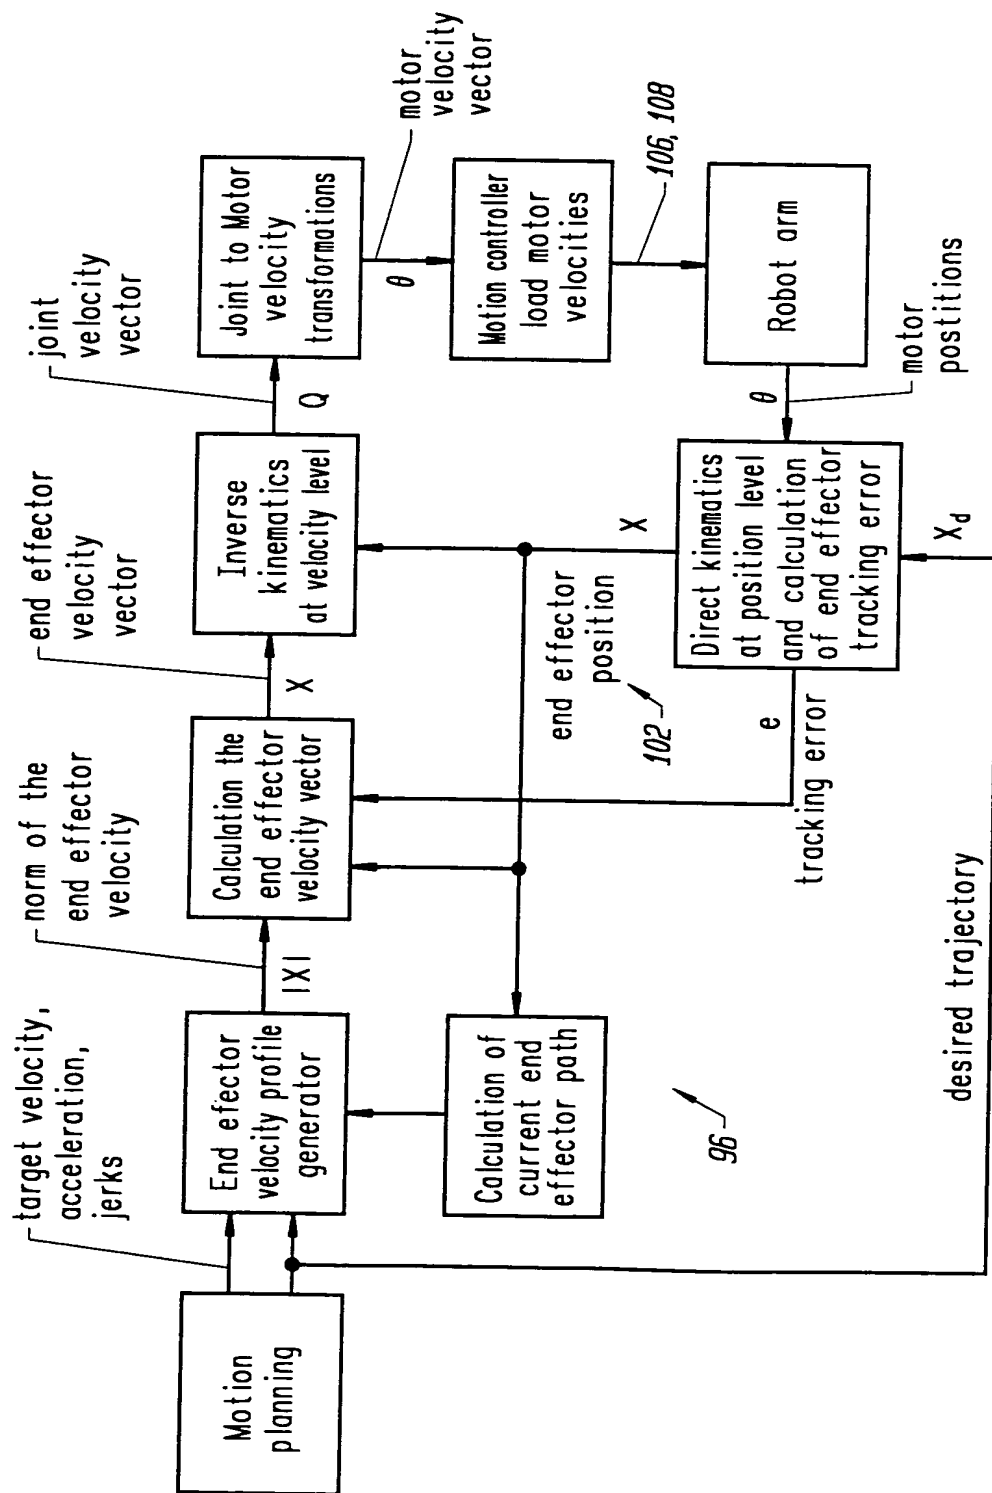 target velocity,
acceleration,
jerks
norm of the
end effector
velocity
end effector
velocity
vector
joint
velocity
vector
Motion
planning
End efector
velocity profile
generator
|X|
Calculation the
end effector
velocity vector
X
Inverse
kinematics
at velocity level
Q
Joint to Motor
velocity
transformations
θ
motor
velocity
vector
Calculation of
current end
effector path
end effector
position
102
X
Motion controller
load motor
velocities
106, 108
e
tracking error
Direct kinematics
at position level
and calculation
of end effector
tracking error
θ
motor
postitions
Robot arm
96
desired trajectory
Xd